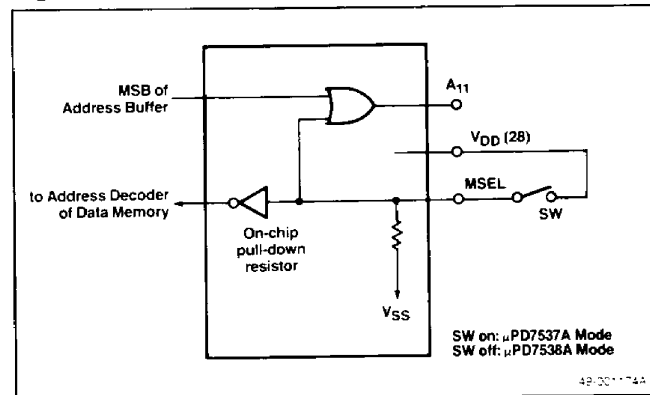 MSB of
Address Buffer
A11
VDD (28)
MSEL
to Address Decoder
of Data Memory
SW
On-chip
pull-down
resistor
VSS
SW on: µPD7537A Mode
SW off: µPD7538A Mode